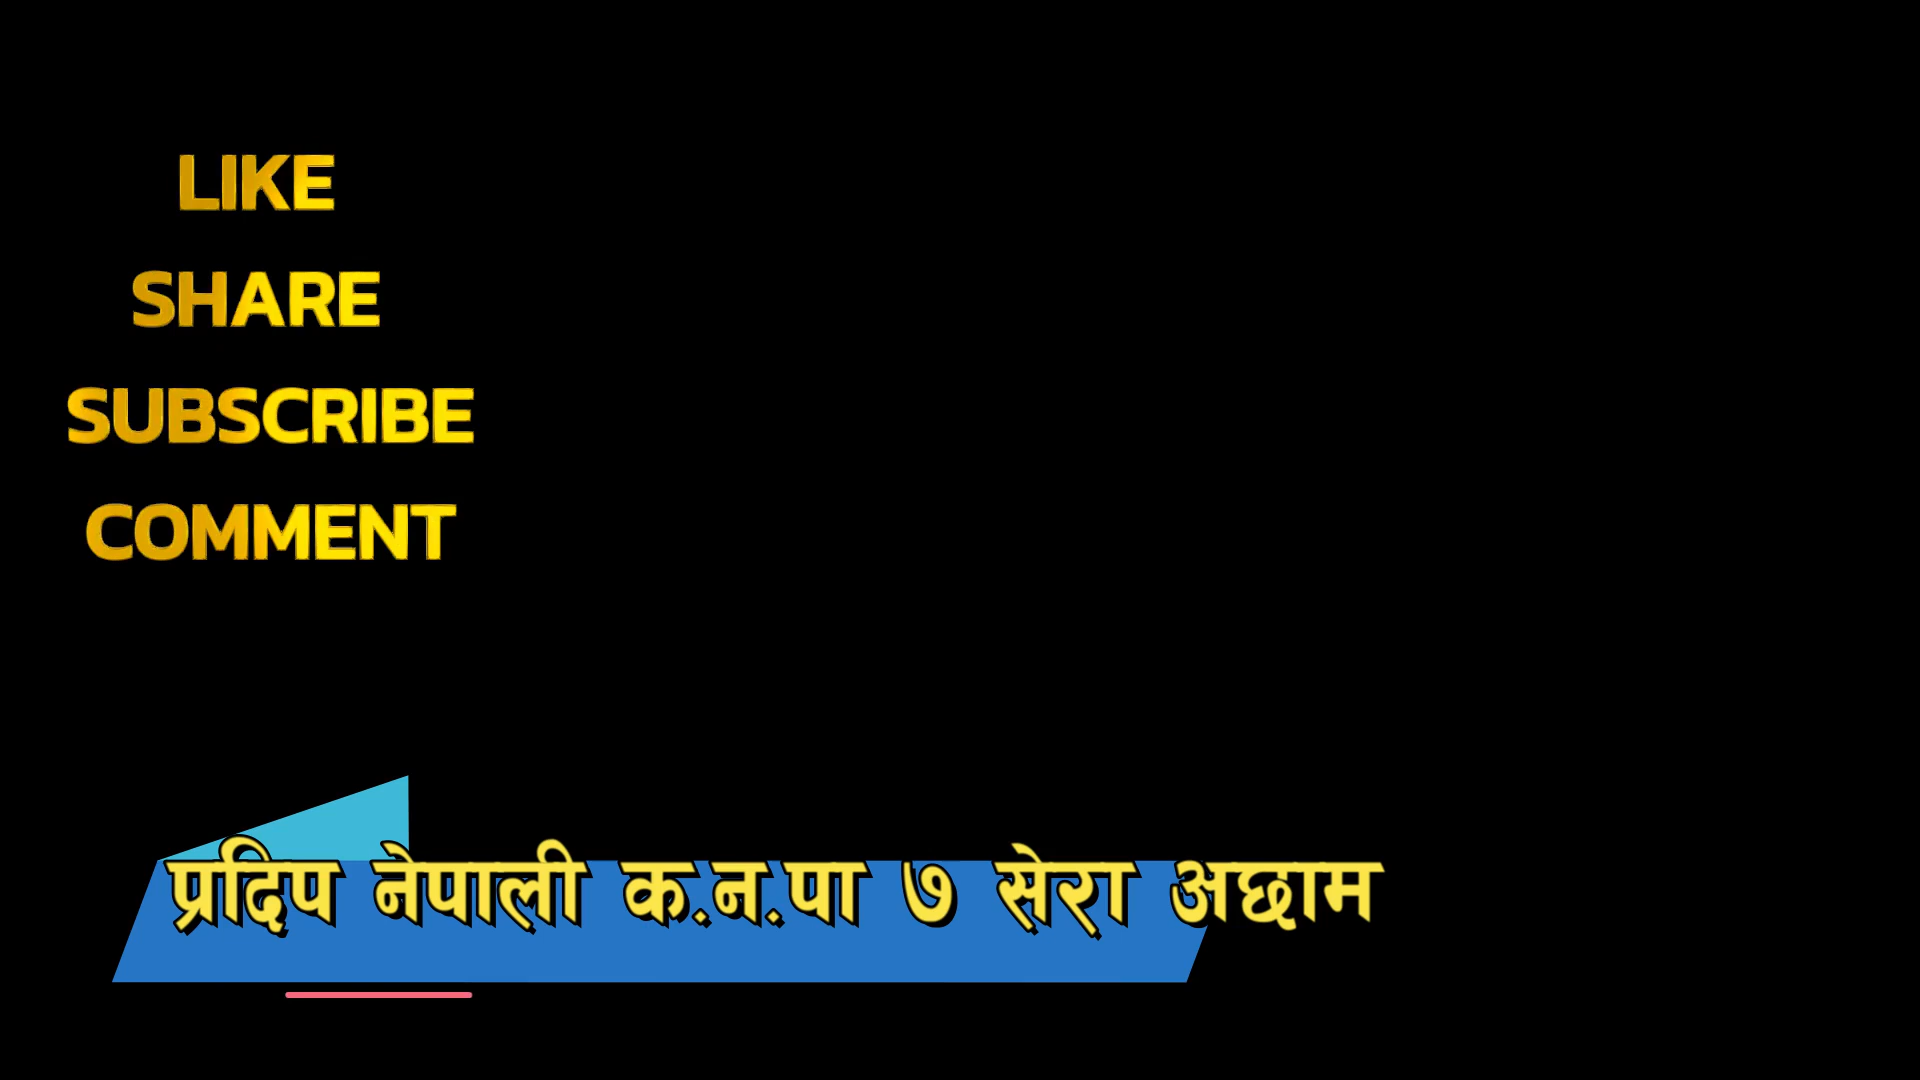 LIKE
SHARE
SUBSCRIBE
COMMENT
प्रदिप नेपाली क.न.पा ७ सेरा अछाम